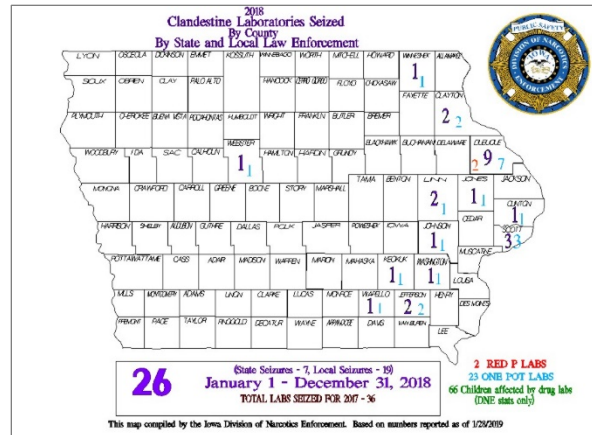 2018
Clandestine Laboratories Seized
By County
By State and Local Law Enforcement
PUBLIC SAFETY
DIVISION OF NARCOTICS
ENFORCEMENT
LYON OSCEOLA DICKINSON EMMET KOSSUTH WINNEBAGO WORTH MITCHELL HOWARD WINNESHIEK ALLAMAKEE
1 1
SIOUX O'BRIEN CLAY PALO ALTO HANCOCK CERRO GORDO FLOYD CHICKASAW
FAYETTE CLAYTON
2 2
PLYMOUTH CHEROKEE BUENA VISTA POCAHONTAS HUMBOLDT WRIGHT FRANKLIN BUTLER BREMER
WEBSTER BLACKHAWK BUCHANAN DELAWARE DUBUQUE
WOODBURY IDA SAC CALHOUN 1 1 HAMILTON HARDIN GRUNDY 2 9 7
TAMA BENTON LINN JONES JACKSON
MONONA CRAWFORD CARROLL GREENE BOONE STORY MARSHALL 2 1 1 1
CLINTON
1 1
CEDAR
HARRISON SHELBY AUDUBON GUTHRIE DALLAS POLK JASPER POWESHIEK IOWA JOHNSON SCOTT
1 1 3 3
MUSCATINE
POTTAWATTAMIE CASS ADAIR MADISON WARREN MARION MAHASKA KEOKUK WASHINGTON
1 1 1 1
LOUISA
MILLS MONTGOMERY ADAMS UNION CLARKE LUCAS MONROE WAPELLO JEFFERSON HENRY
1 1 2 2
DES MOINES
FREMONT PAGE TAYLOR RINGGOLD DECATUR WAYNE APPANOOSE DAVIS VAN BUREN
LEE
26
(State Seizures - 7, Local Seizures - 19)
January 1 - December 31, 2018
TOTAL LABS SEIZED FOR 2017 - 36
2 RED P LABS
23 ONE POT LABS
66 Children affected by drug labs
(DNE stats only)
This map compiled by the Iowa Division of Narcotics Enforcement. Based on numbers reported as of 1/28/2019